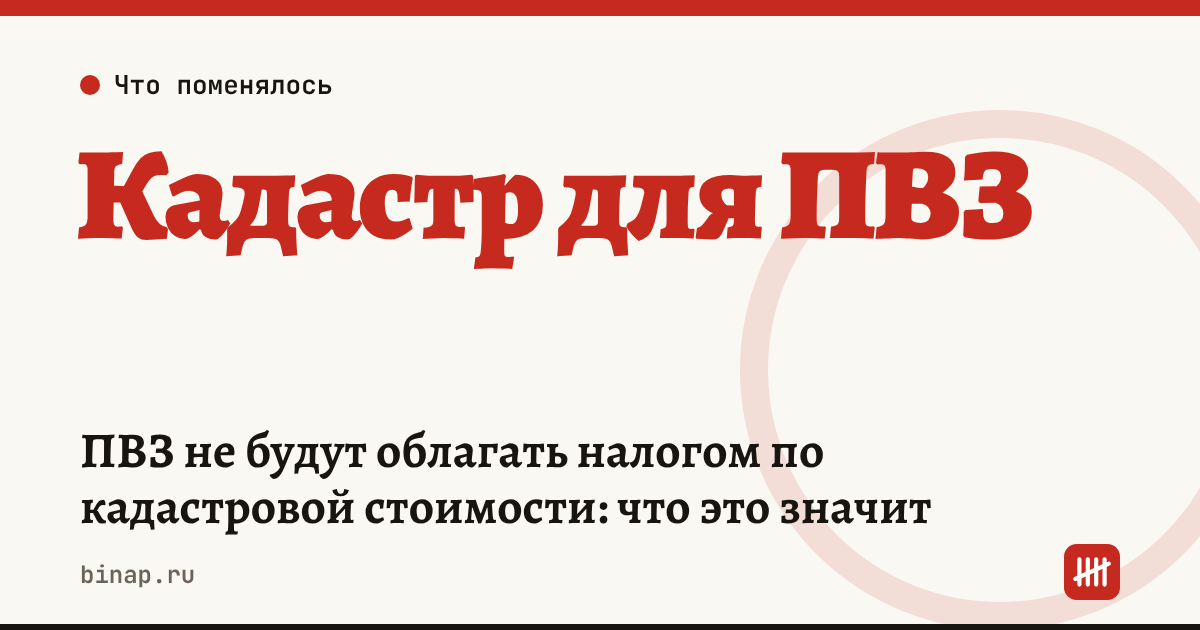 Что поменялось
Кадастр для ПВЗ
ПВЗ не будут облагать налогом по
кадастровой стоимости: что это значит
binap.ru